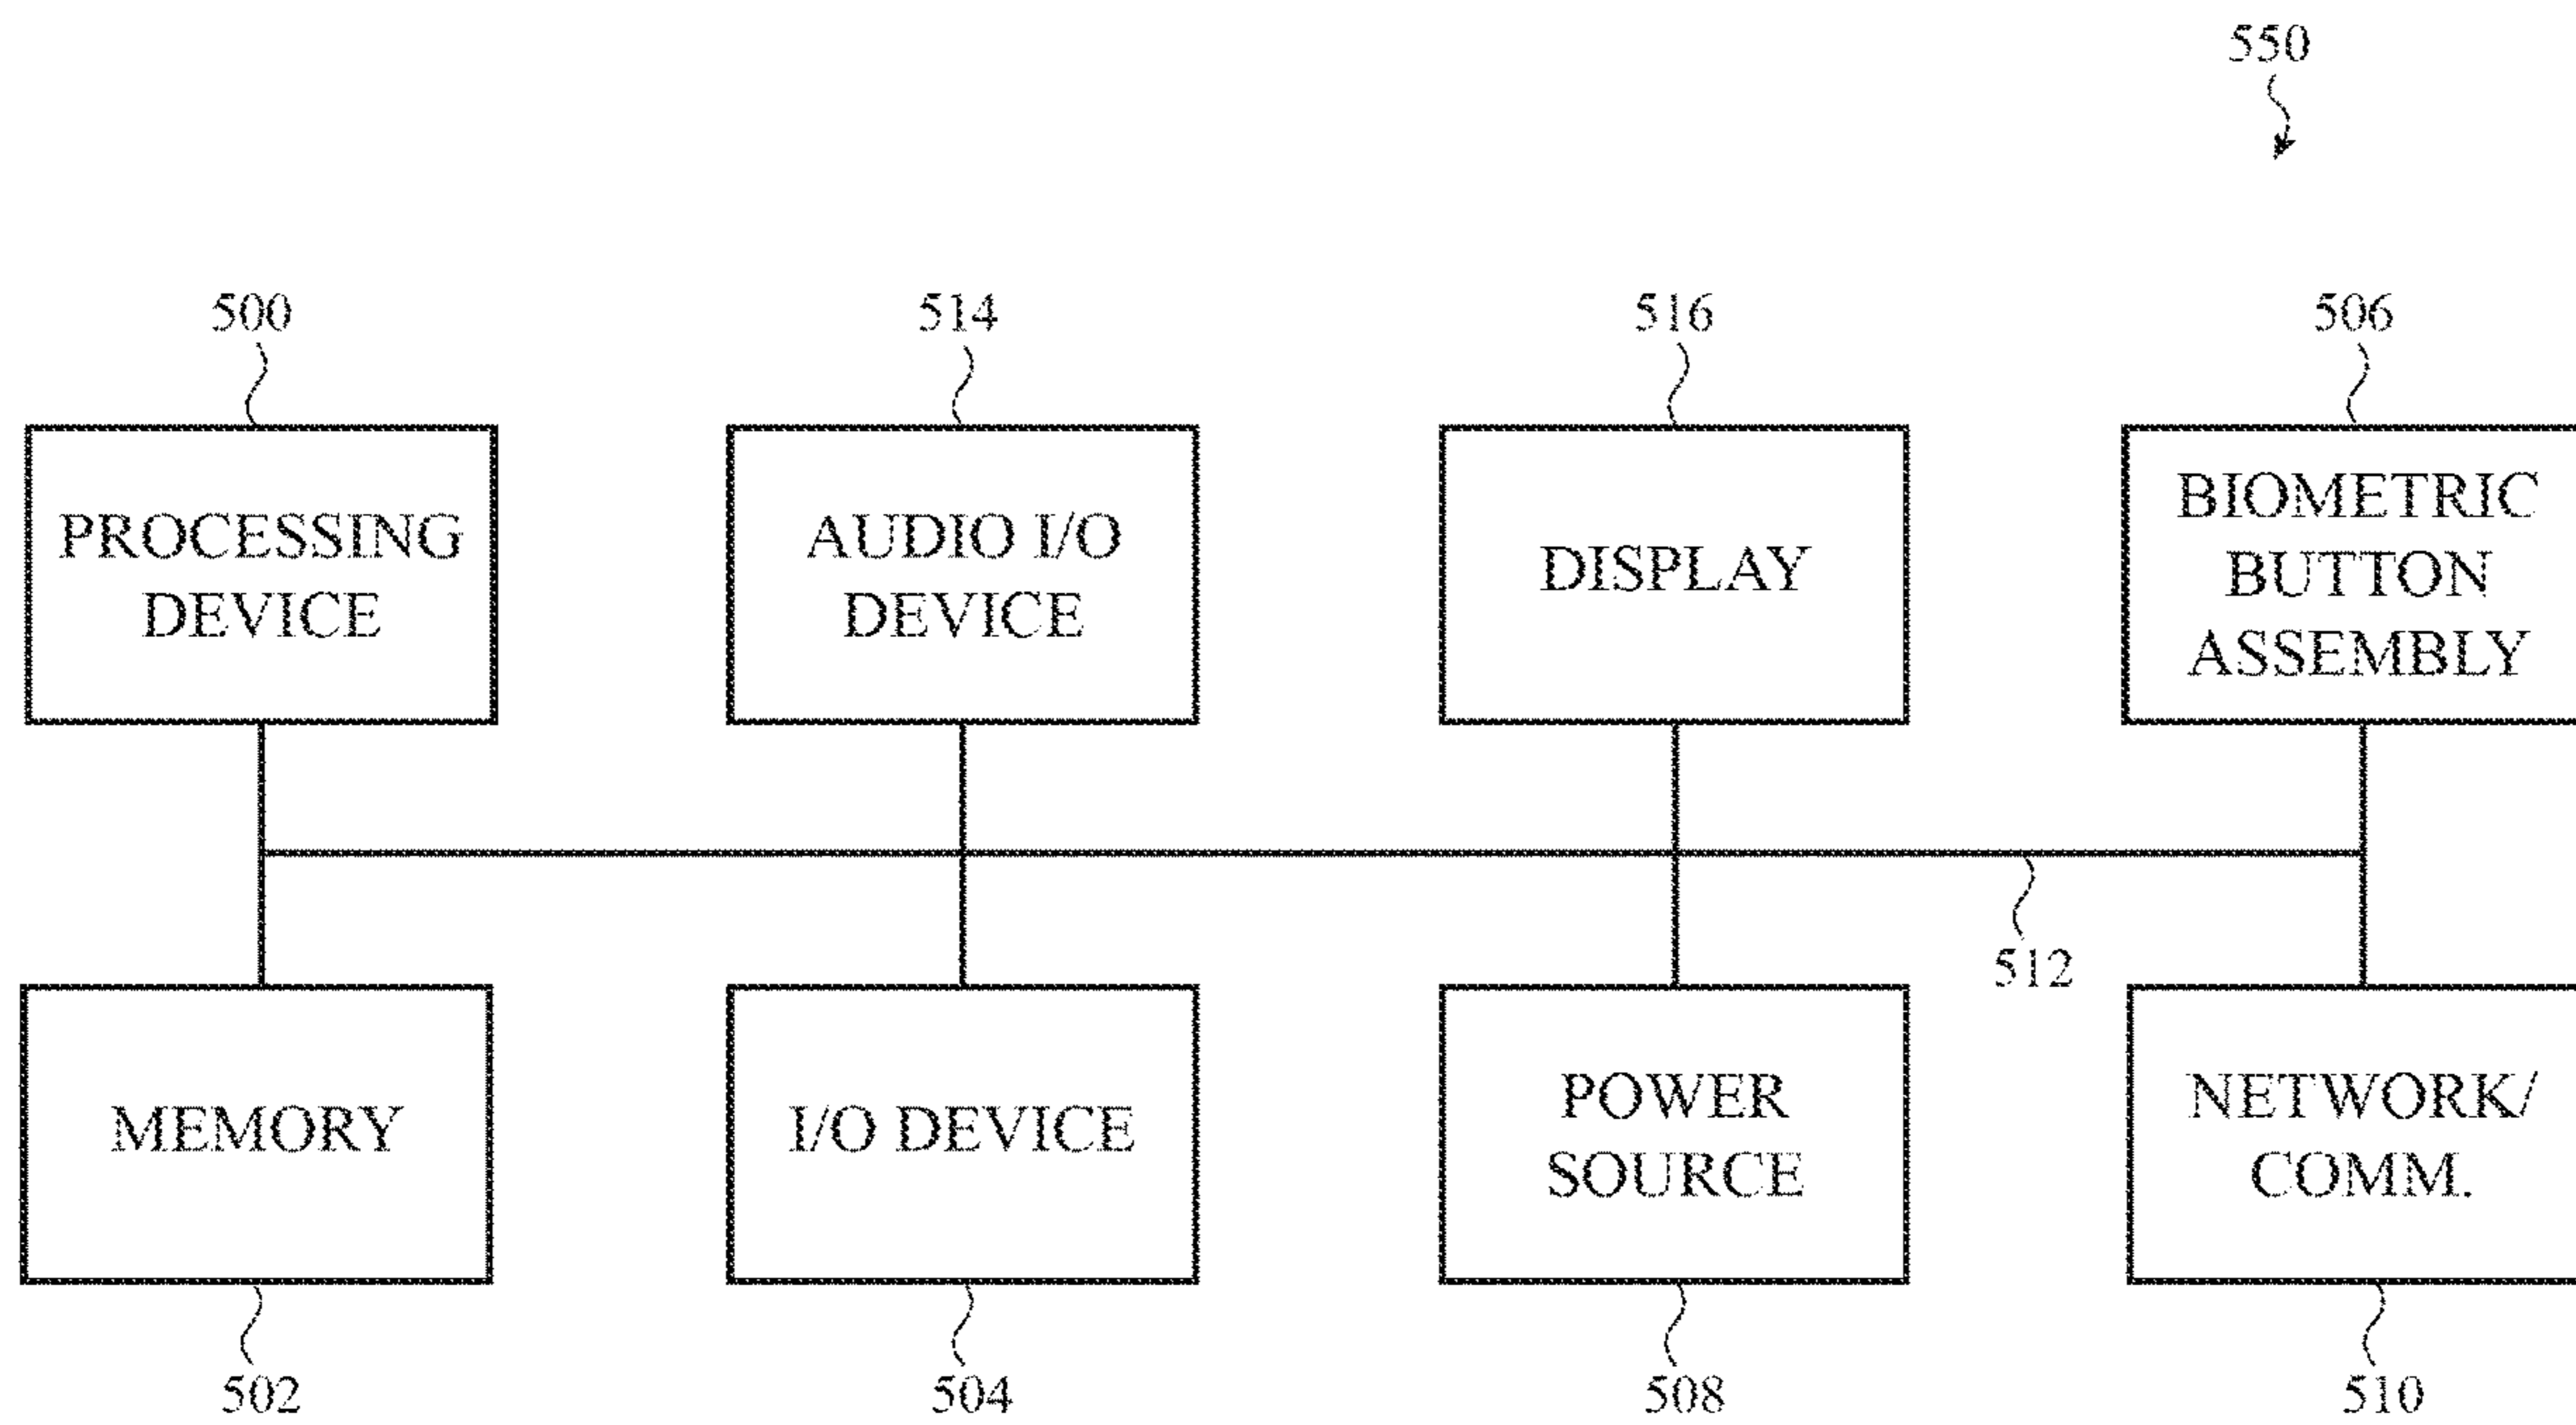 550
500
514
516
506
PROCESSING
DEVICE
AUDIO I/O
DEVICE
DISPLAY
BIOMETRIC
BUTTON
ASSEMBLY
512
MEMORY
I/O DEVICE
POWER
SOURCE
NETWORK/
COMM.
502
504
508
510